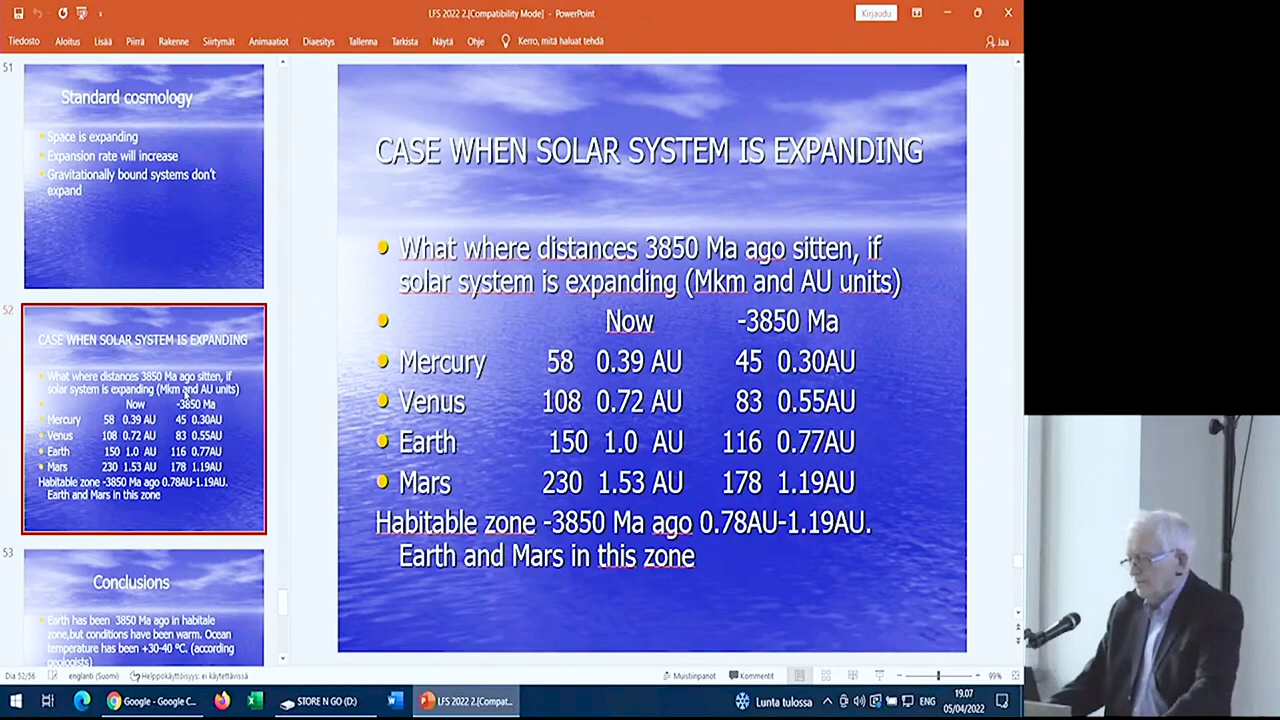 LFS 2022 2.[Compatibility Mode] - PowerPoint
Kirjaudu
Tiedosto Aloitus Lisää Piirrä Rakenne Siirtymät Animaatiot Diaesitys Tallenna Tarkista Näytä Ohje Kerro, mitä haluat tehdä Jaa
51
Standard cosmology
Space is expanding
Expansion rate will increase
Gravitationally bound systems don't
expand
52
CASE WHEN SOLAR SYSTEM IS EXPANDING
What where distances 3850 Ma ago sitten, if
solar system is expanding (Mkm and AU units)
Now -3850 Ma
Mercury 58 0.39 AU 45 0.30AU
Venus 108 0.72 AU 83 0.55AU
Earth 150 1.0 AU 116 0.77AU
Mars 230 1.53 AU 178 1.19AU
Habitable zone -3850 Ma ago 0.78AU-1.19AU.
Earth and Mars in this zone
53
Conclusions
Earth has been 3850 Ma ago in habitale
zone,but conditions have been warm. Ocean
temperature has been +30-40 °C. (according
geologists)
CASE WHEN SOLAR SYSTEM IS EXPANDING
What where distances 3850 Ma ago sitten, if
solar system is expanding (Mkm and AU units)
Now -3850 Ma
Mercury 58 0.39 AU 45 0.30AU
Venus 108 0.72 AU 83 0.55AU
Earth 150 1.0 AU 116 0.77AU
Mars 230 1.53 AU 178 1.19AU
Habitable zone -3850 Ma ago 0.78AU-1.19AU.
Earth and Mars in this zone
Dia 52/56 englanti (Suomi) Helppokäyttöisyys: ei käytettävissä Muistiinpanot Kommentit 99%
Google - Google C... STORE N GO (D:) LFS 2022 2.[Compat... Lunta tulossa ENG 19.07
05/04/2022